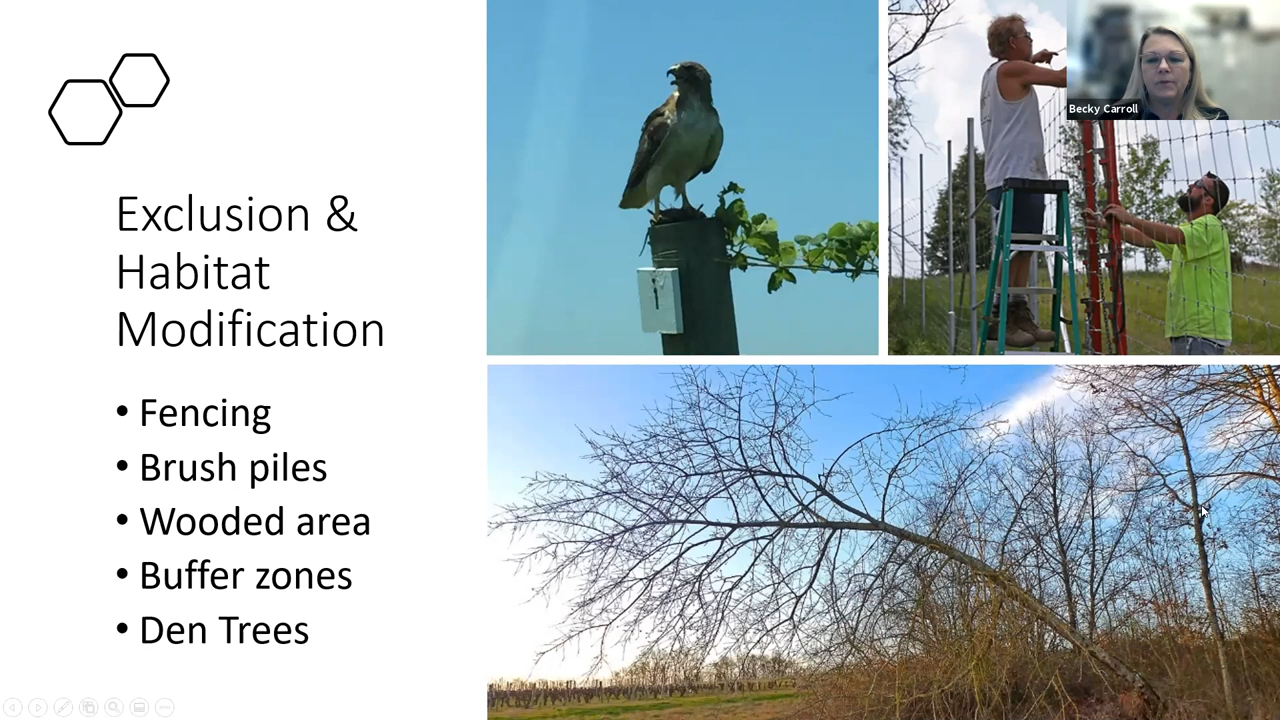 Becky Carroll
Exclusion &
Habitat
Modification
• Fencing
• Brush piles
• Wooded area
• Buffer zones
• Den Trees